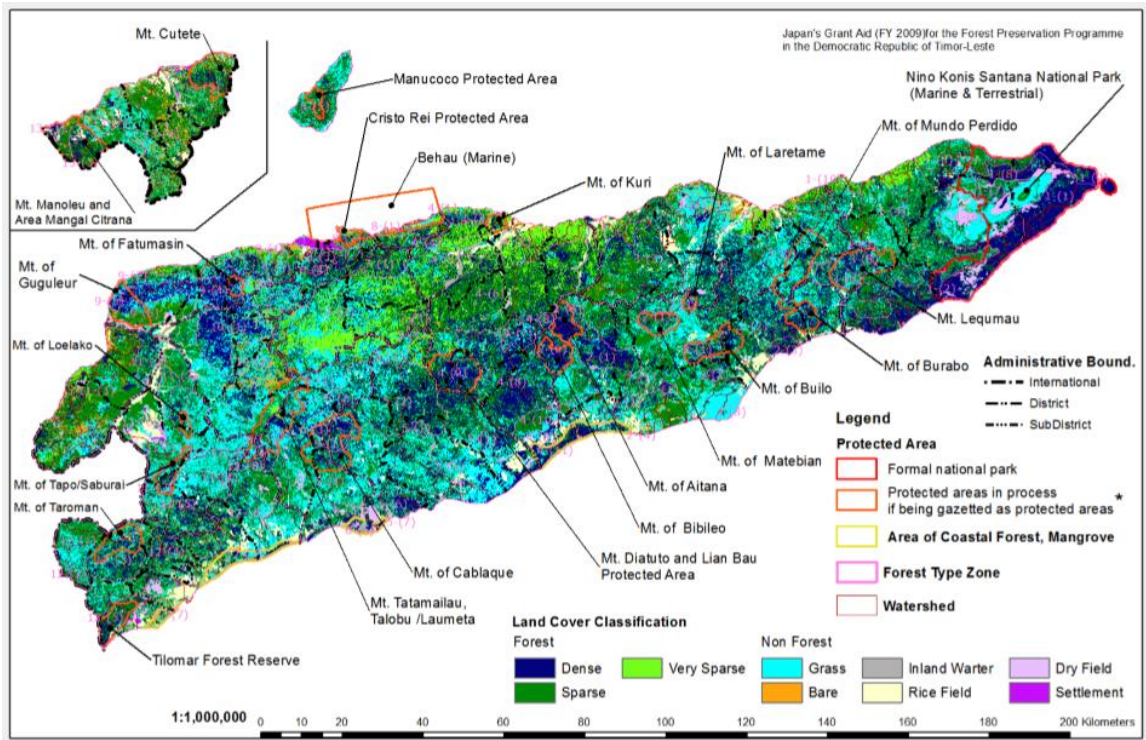 Japan's Grant Aid (FY 2009)for the Forest Preservation Programme
in the Democratic Republic of Timor-Leste
Mt. Cutete
Manucoco Protected Area
Cristo Rei Protected Area
Behau (Marine)
Nino Konis Santana National Park
(Marine & Terrestrial)
Mt. of Mundo Perdido
Mt. of Laretame
Mt. of Kuri
Mt. Manoleu and
Area Mangal Citrana
Mt. of Fatumasin
Mt. of
Guguleur
Mt. of Loelako
Mt. of Tapo/Saburai
Mt. of Taroman
Tilomar Forest Reserve
Mt. Tatamailau,
Talobu /Laumeta
Mt. of Cablaque
Mt. Diatuto and Lian Bau
Protected Area
Mt. of Bibileo
Mt. of Aitana
Mt. of Matebian
Mt. of Builo
Mt. of Burabo
Mt. Lequmau
Administrative Bound.
International
District
SubDistrict
Legend
Protected Area
Formal national park
Protected areas in process
if being gazetted as protected areas *
Area of Coastal Forest, Mangrove
Forest Type Zone
Watershed
Land Cover Classification
Forest
Non Forest
Dense
Very Sparse
Grass
Inland Warter
Dry Field
Sparse
Bare
Rice Field
Settlement
1:1,000,000
0 10 20 40 60 80 100 120 140 160 180 200 Kilometers